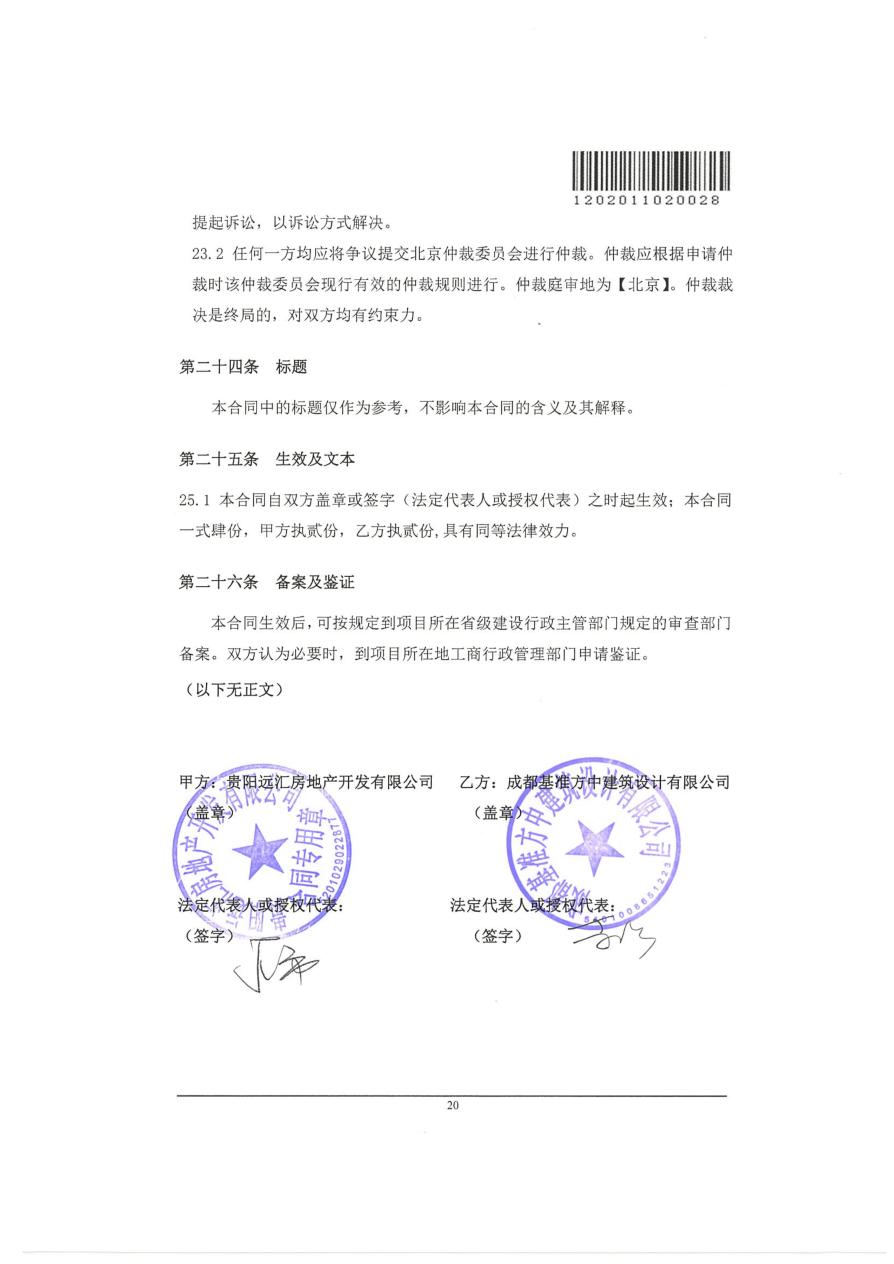 1202011020028
提起诉讼，以诉讼方式解决。
23.2 任何一方均应将争议提交北京仲裁委员会进行仲裁。仲裁应根据申请仲
裁时该仲裁委员会现行有效的仲裁规则进行。仲裁庭审地为【北京】。仲裁裁
决是终局的，对双方均有约束力。
第二十四条 标题
本合同中的标题仅作为参考，不影响本合同的含义及其解释。
第二十五条 生效及文本
25.1 本合同自双方盖章或签字（法定代表人或授权代表）之时起生效；本合同
一式肆份，甲方执贰份，乙方执贰份,具有同等法律效力。
第二十六条 备案及鉴证
本合同生效后,可按规定到项目所在省级建设行政主管部门规定的审查部门
备案。双方认为必要时，到项目所在地工商行政管理部门申请鉴证。
（以下无正文）
甲方：贵阳远汇房地产开发有限公司 乙方：成都基准方中建筑设计有限公司
（盖章） （盖章）
贵阳远汇房地产开发有限公司
合同专用章
成都基准方中建筑设计有限公司
法定代表人或授权代表： 法定代表人或授权代表：
（签字） （签字）
20